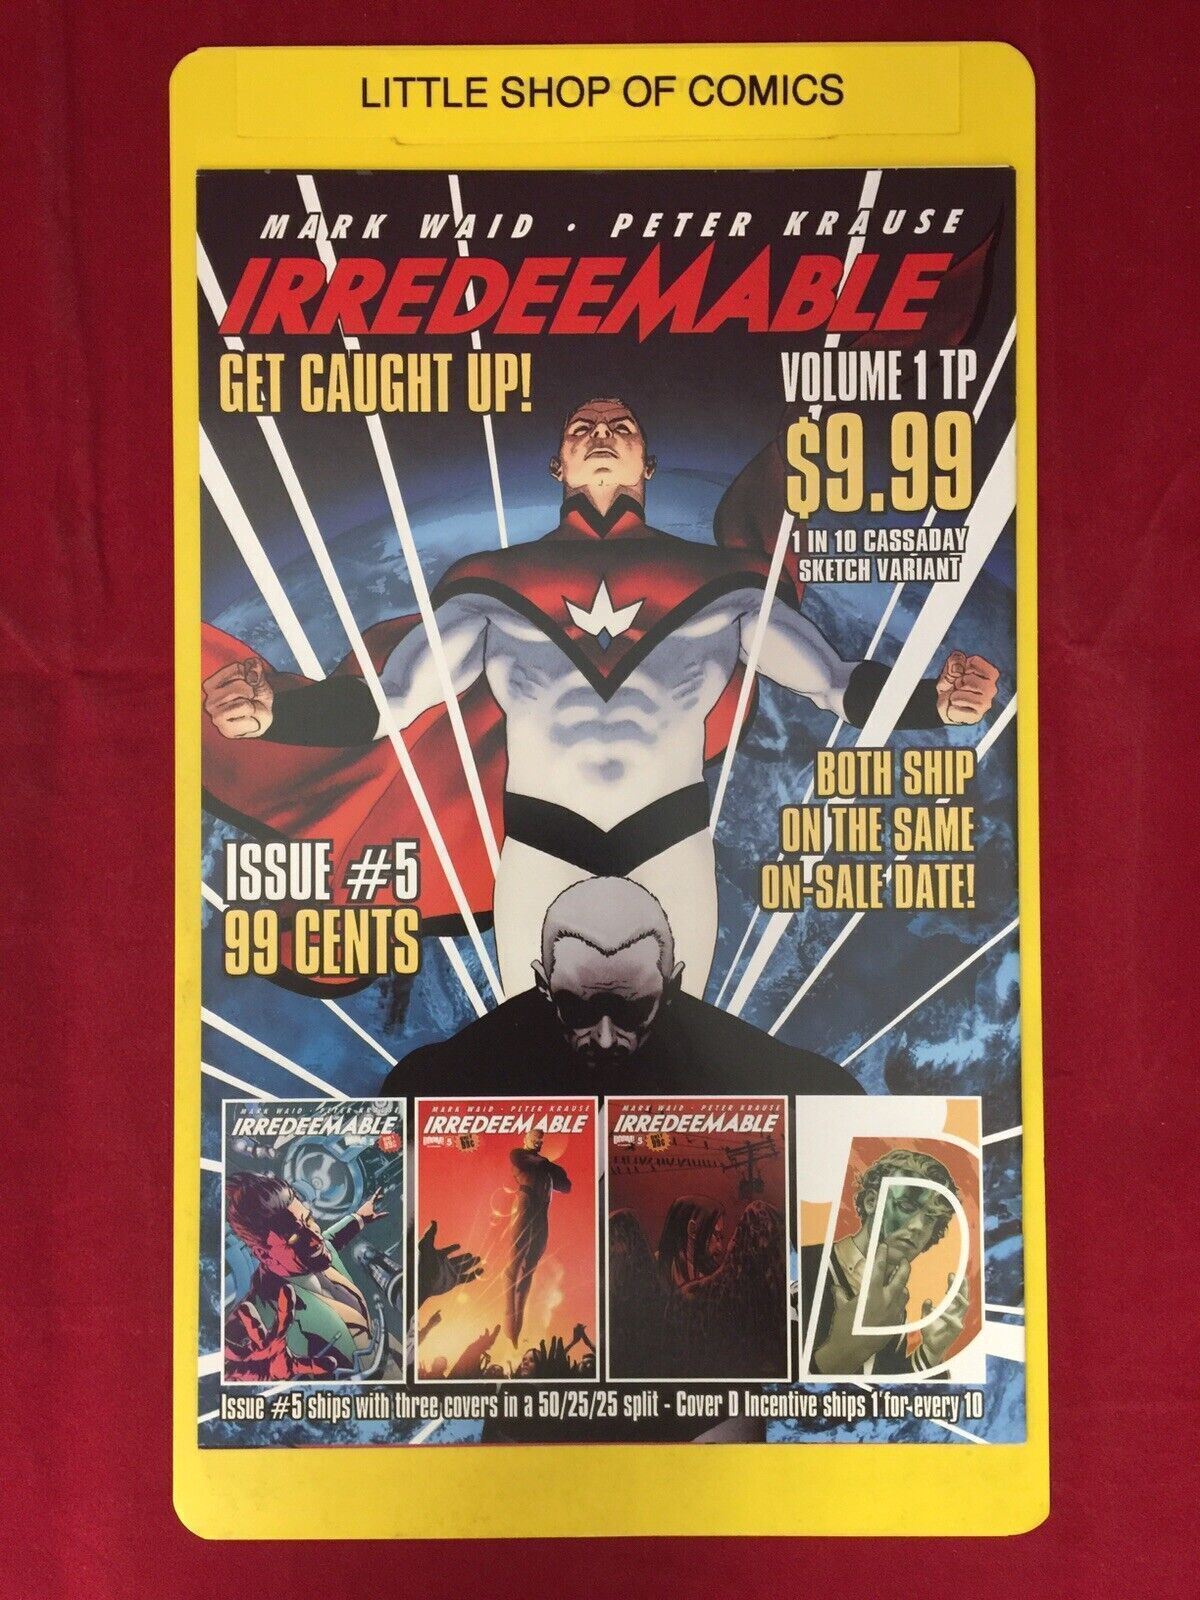 LITTLE SHOP OF COMICS
MARK WAID · PETER KRAUSE
IRREDEEMABLE
GET CAUGHT UP!
VOLUME 1 TP
$9.99
1 IN 10 CASSADAY
SKETCH VARIANT
BOTH SHIP
ON THE SAME
ON-SALE DATE!
ISSUE #5
99 CENTS
MARK WAID · PETER KRAUSE
IRREDEEMABLE
5
MARK WAID · PETER KRAUSE
IRREDEEMABLE
5
MARK WAID · PETER KRAUSE
IRREDEEMABLE
5
D
Issue #5 ships with three covers in a 50/25/25 split - Cover D Incentive ships 1 for every 10